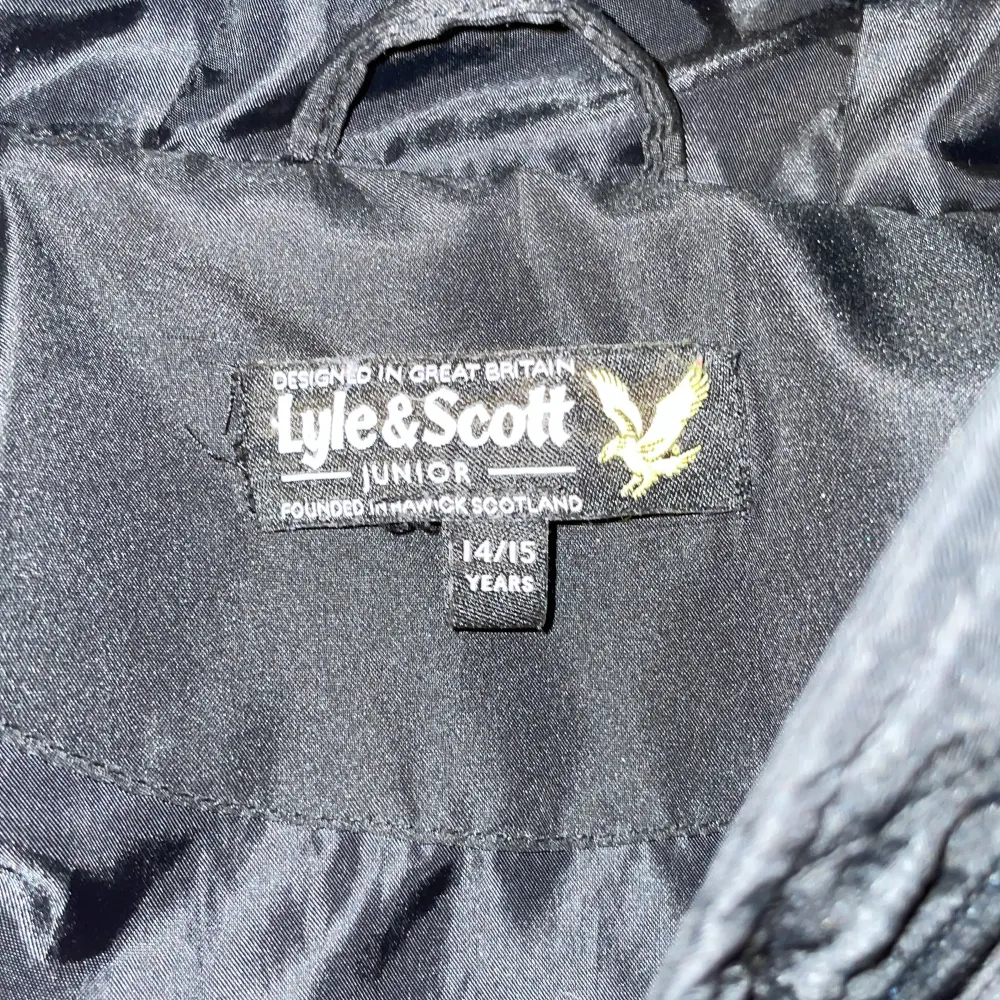 DESIGNED IN GREAT BRITAIN
Lyle&Scott
JUNIOR
FOUNDED IN HAWICK SCOTLAND
14/15
YEARS